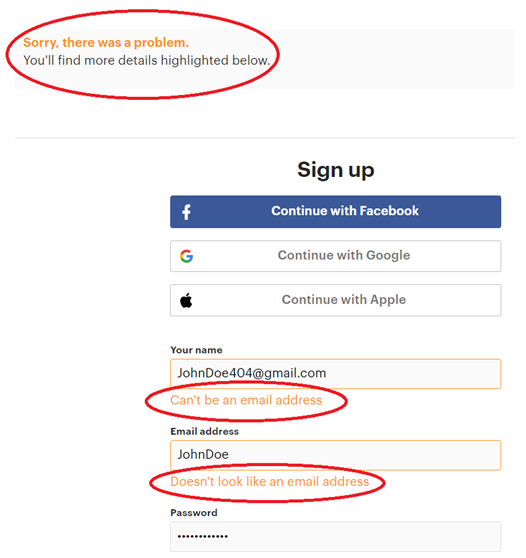 Sorry, there was a problem.
You'll find more details highlighted below.
Sign up
Continue with Facebook
Continue with Google
Continue with Apple
Your name
JohnDoe404@gmail.com
Can't be an email address
Email address
JohnDoe
Doesn't look like an email address
Password
••••••••••••